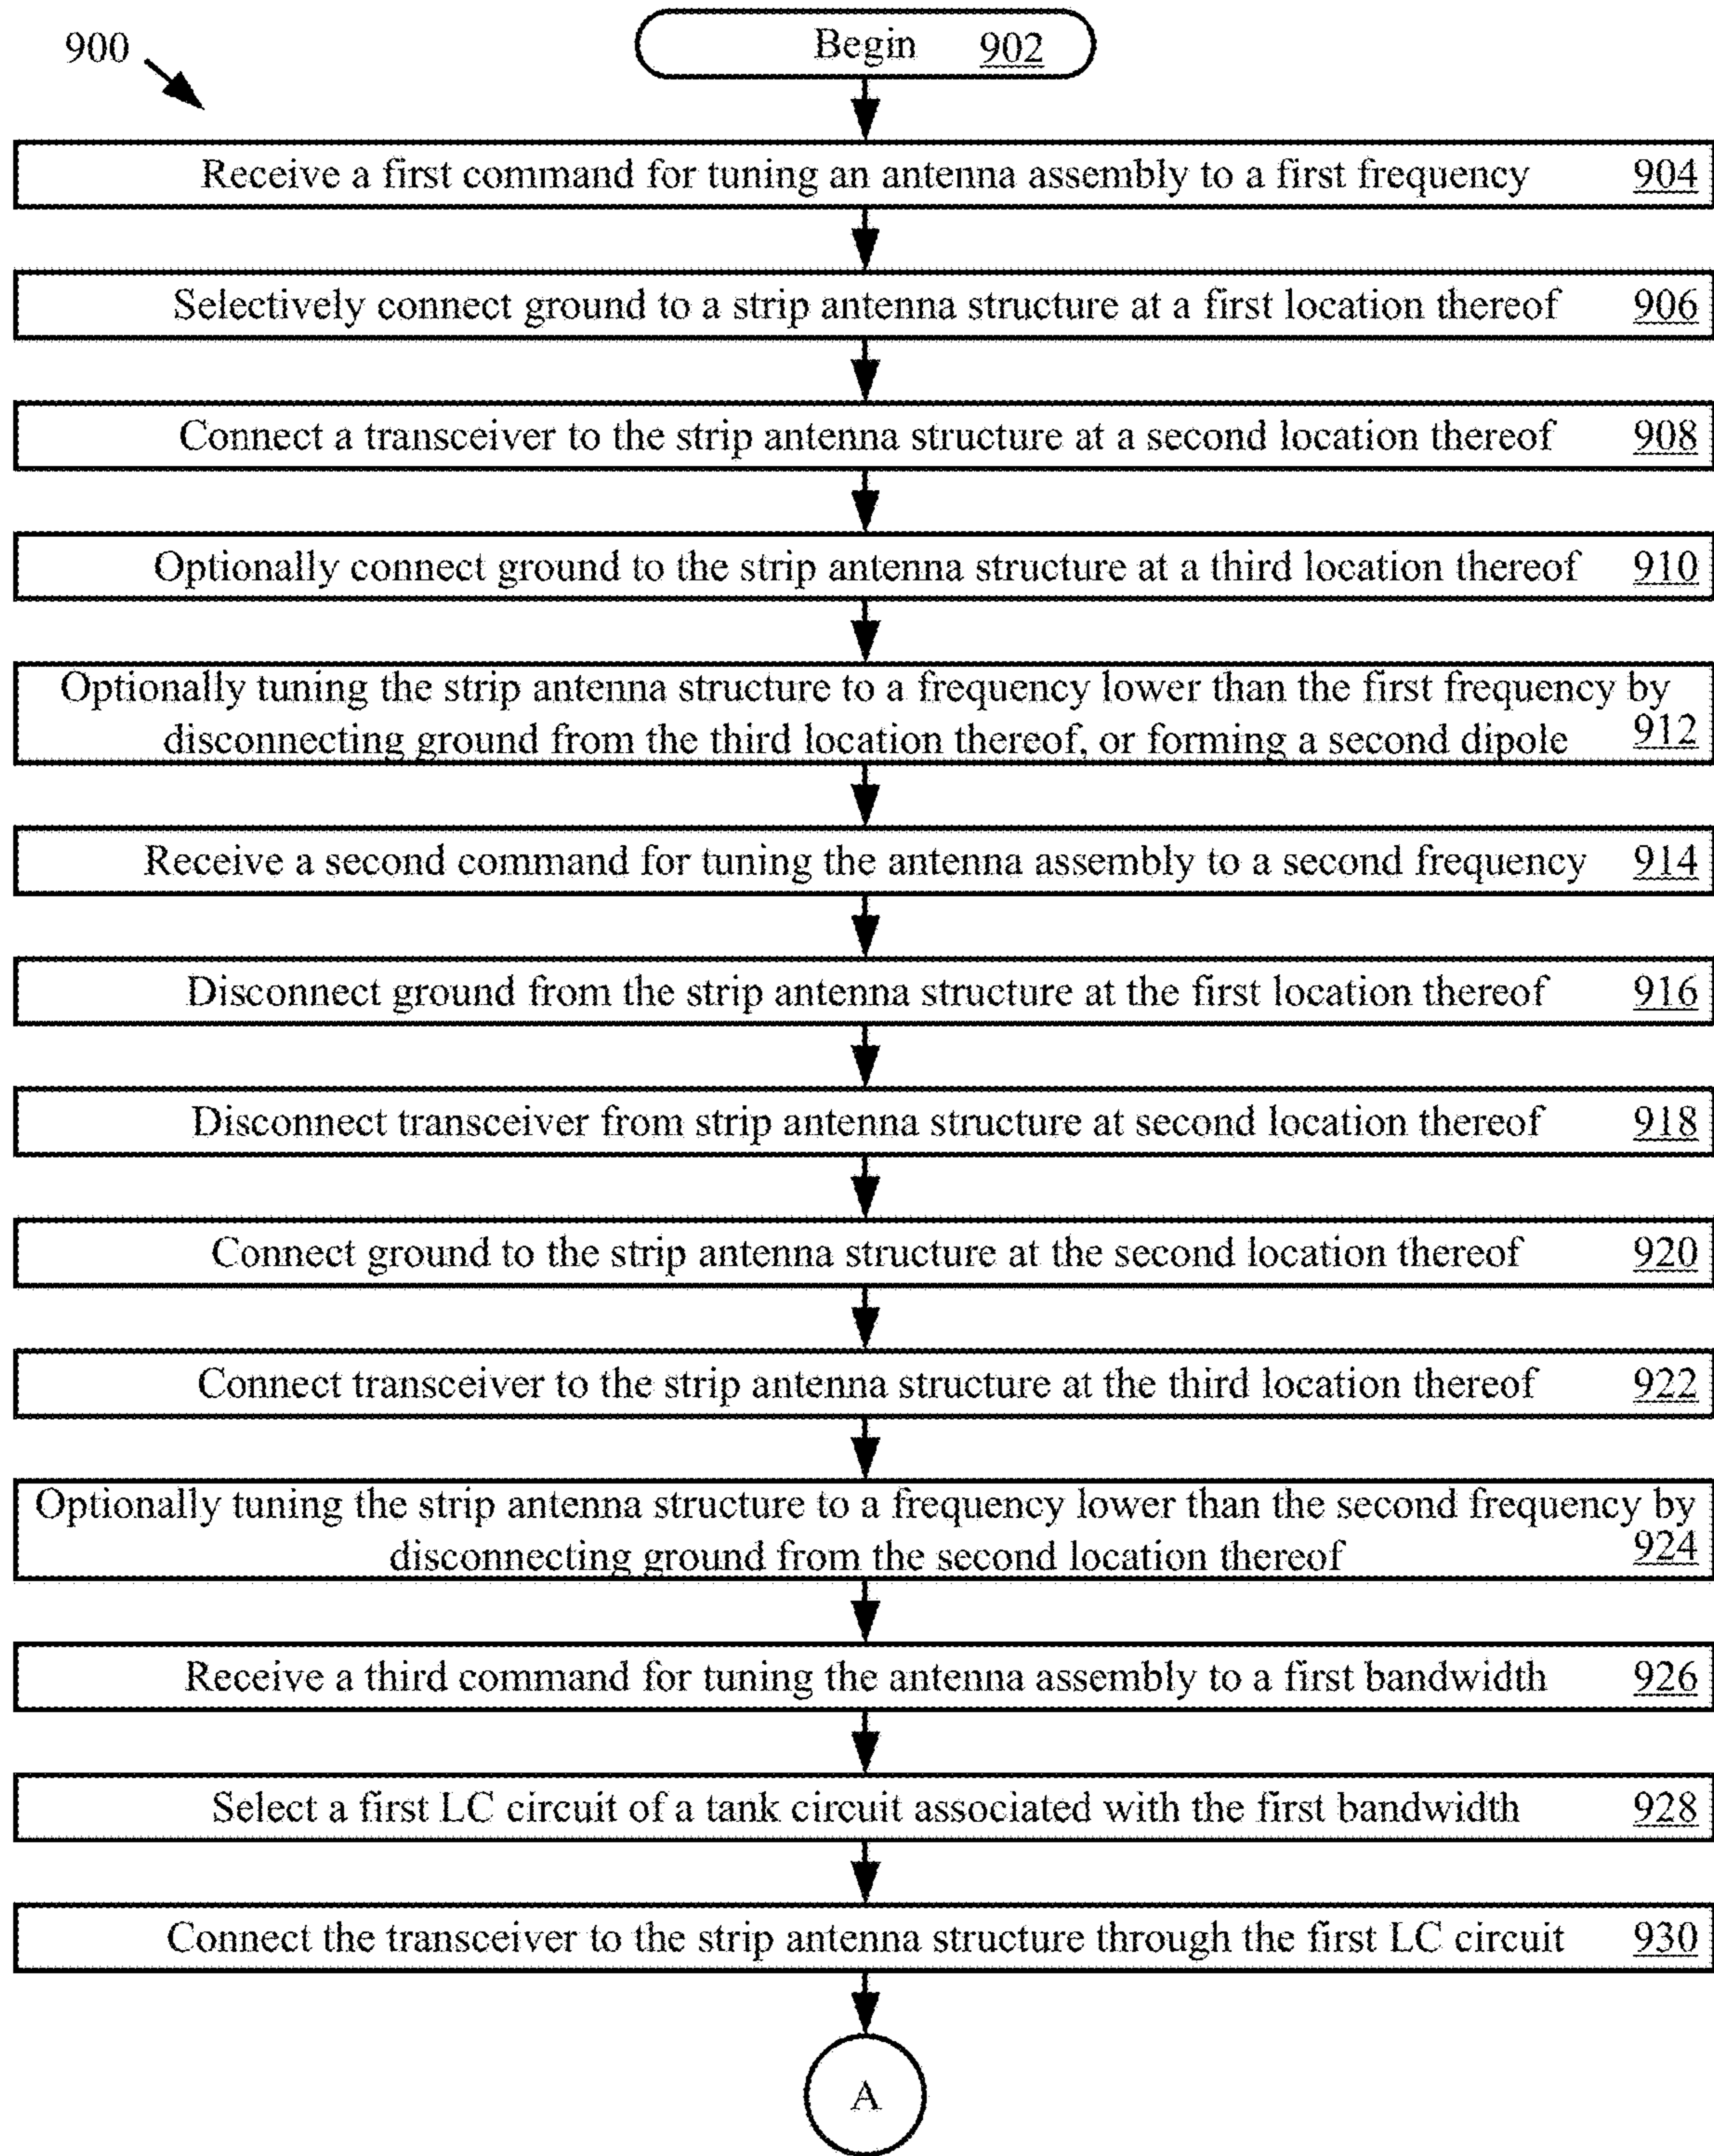 900
Begin 902
Receive a first command for tuning an antenna assembly to a first frequency 904
Selectively connect ground to a strip antenna structure at a first location thereof 906
Connect a transceiver to the strip antenna structure at a second location thereof 908
Optionally connect ground to the strip antenna structure at a third location thereof 910
Optionally tuning the strip antenna structure to a frequency lower than the first frequency by
disconnecting ground from the third location thereof, or forming a second dipole 912
Receive a second command for tuning the antenna assembly to a second frequency 914
Disconnect ground from the strip antenna structure at the first location thereof 916
Disconnect transceiver from strip antenna structure at second location thereof 918
Connect ground to the strip antenna structure at the second location thereof 920
Connect transceiver to the strip antenna structure at the third location thereof 922
Optionally tuning the strip antenna structure to a frequency lower than the second frequency by
disconnecting ground from the second location thereof 924
Receive a third command for tuning the antenna assembly to a first bandwidth 926
Select a first LC circuit of a tank circuit associated with the first bandwidth 928
Connect the transceiver to the strip antenna structure through the first LC circuit 930
A